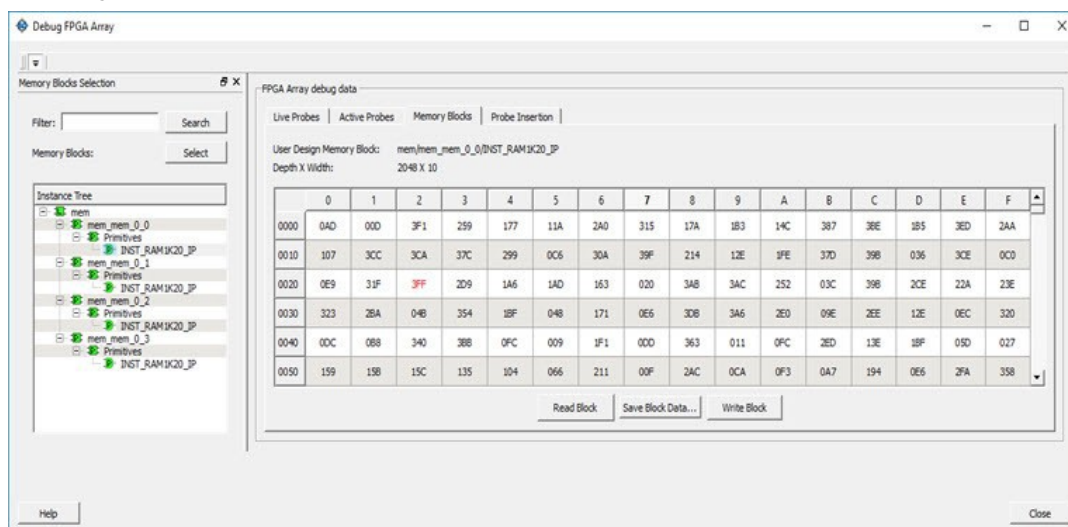 Debug FPGA Array
Memory Blocks Selection
Filter:
Search
Memory Blocks:
Select
Instance Tree
mem
mem_mem_0_0
Primitives
INST_RAM1K20_IP
mem_mem_0_1
Primitives
INST_RAM1K20_IP
mem_mem_0_2
Primitives
INST_RAM1K20_IP
mem_mem_0_3
Primitives
INST_RAM1K20_IP
FPGA Array debug data
Live Probes Active Probes Memory Blocks Probe Insertion
User Design Memory Block: mem/mem_mem_0_0/INST_RAM1K20_IP
Depth X Width: 2048 X 10
0 1 2 3 4 5 6 7 8 9 A B C D E F
0000 0AD 00D 3F1 259 177 11A 2A0 315 17A 1B3 14C 387 3BE 1B5 3ED 2AA
0010 107 3CC 3CA 37C 299 0C6 30A 39F 214 12E 1FE 37D 39B 036 3CE 0C0
0020 0E9 31F 3FF 2D9 1A6 1AD 163 020 3AB 3AC 252 03C 39B 2CE 22A 23E
0030 323 2BA 04B 354 1BF 04B 171 0E6 3DB 3A6 2E0 09E 2EE 12E 0EC 320
0040 0DC 0B8 340 3BB 0FC 009 1F1 0DD 363 011 0FC 2ED 13E 1BF 05D 027
0050 159 15B 15C 135 104 066 211 00F 2AC 0CA 0F3 0A7 194 0E6 2FA 358
Read Block Save Block Data... Write Block
Help Close